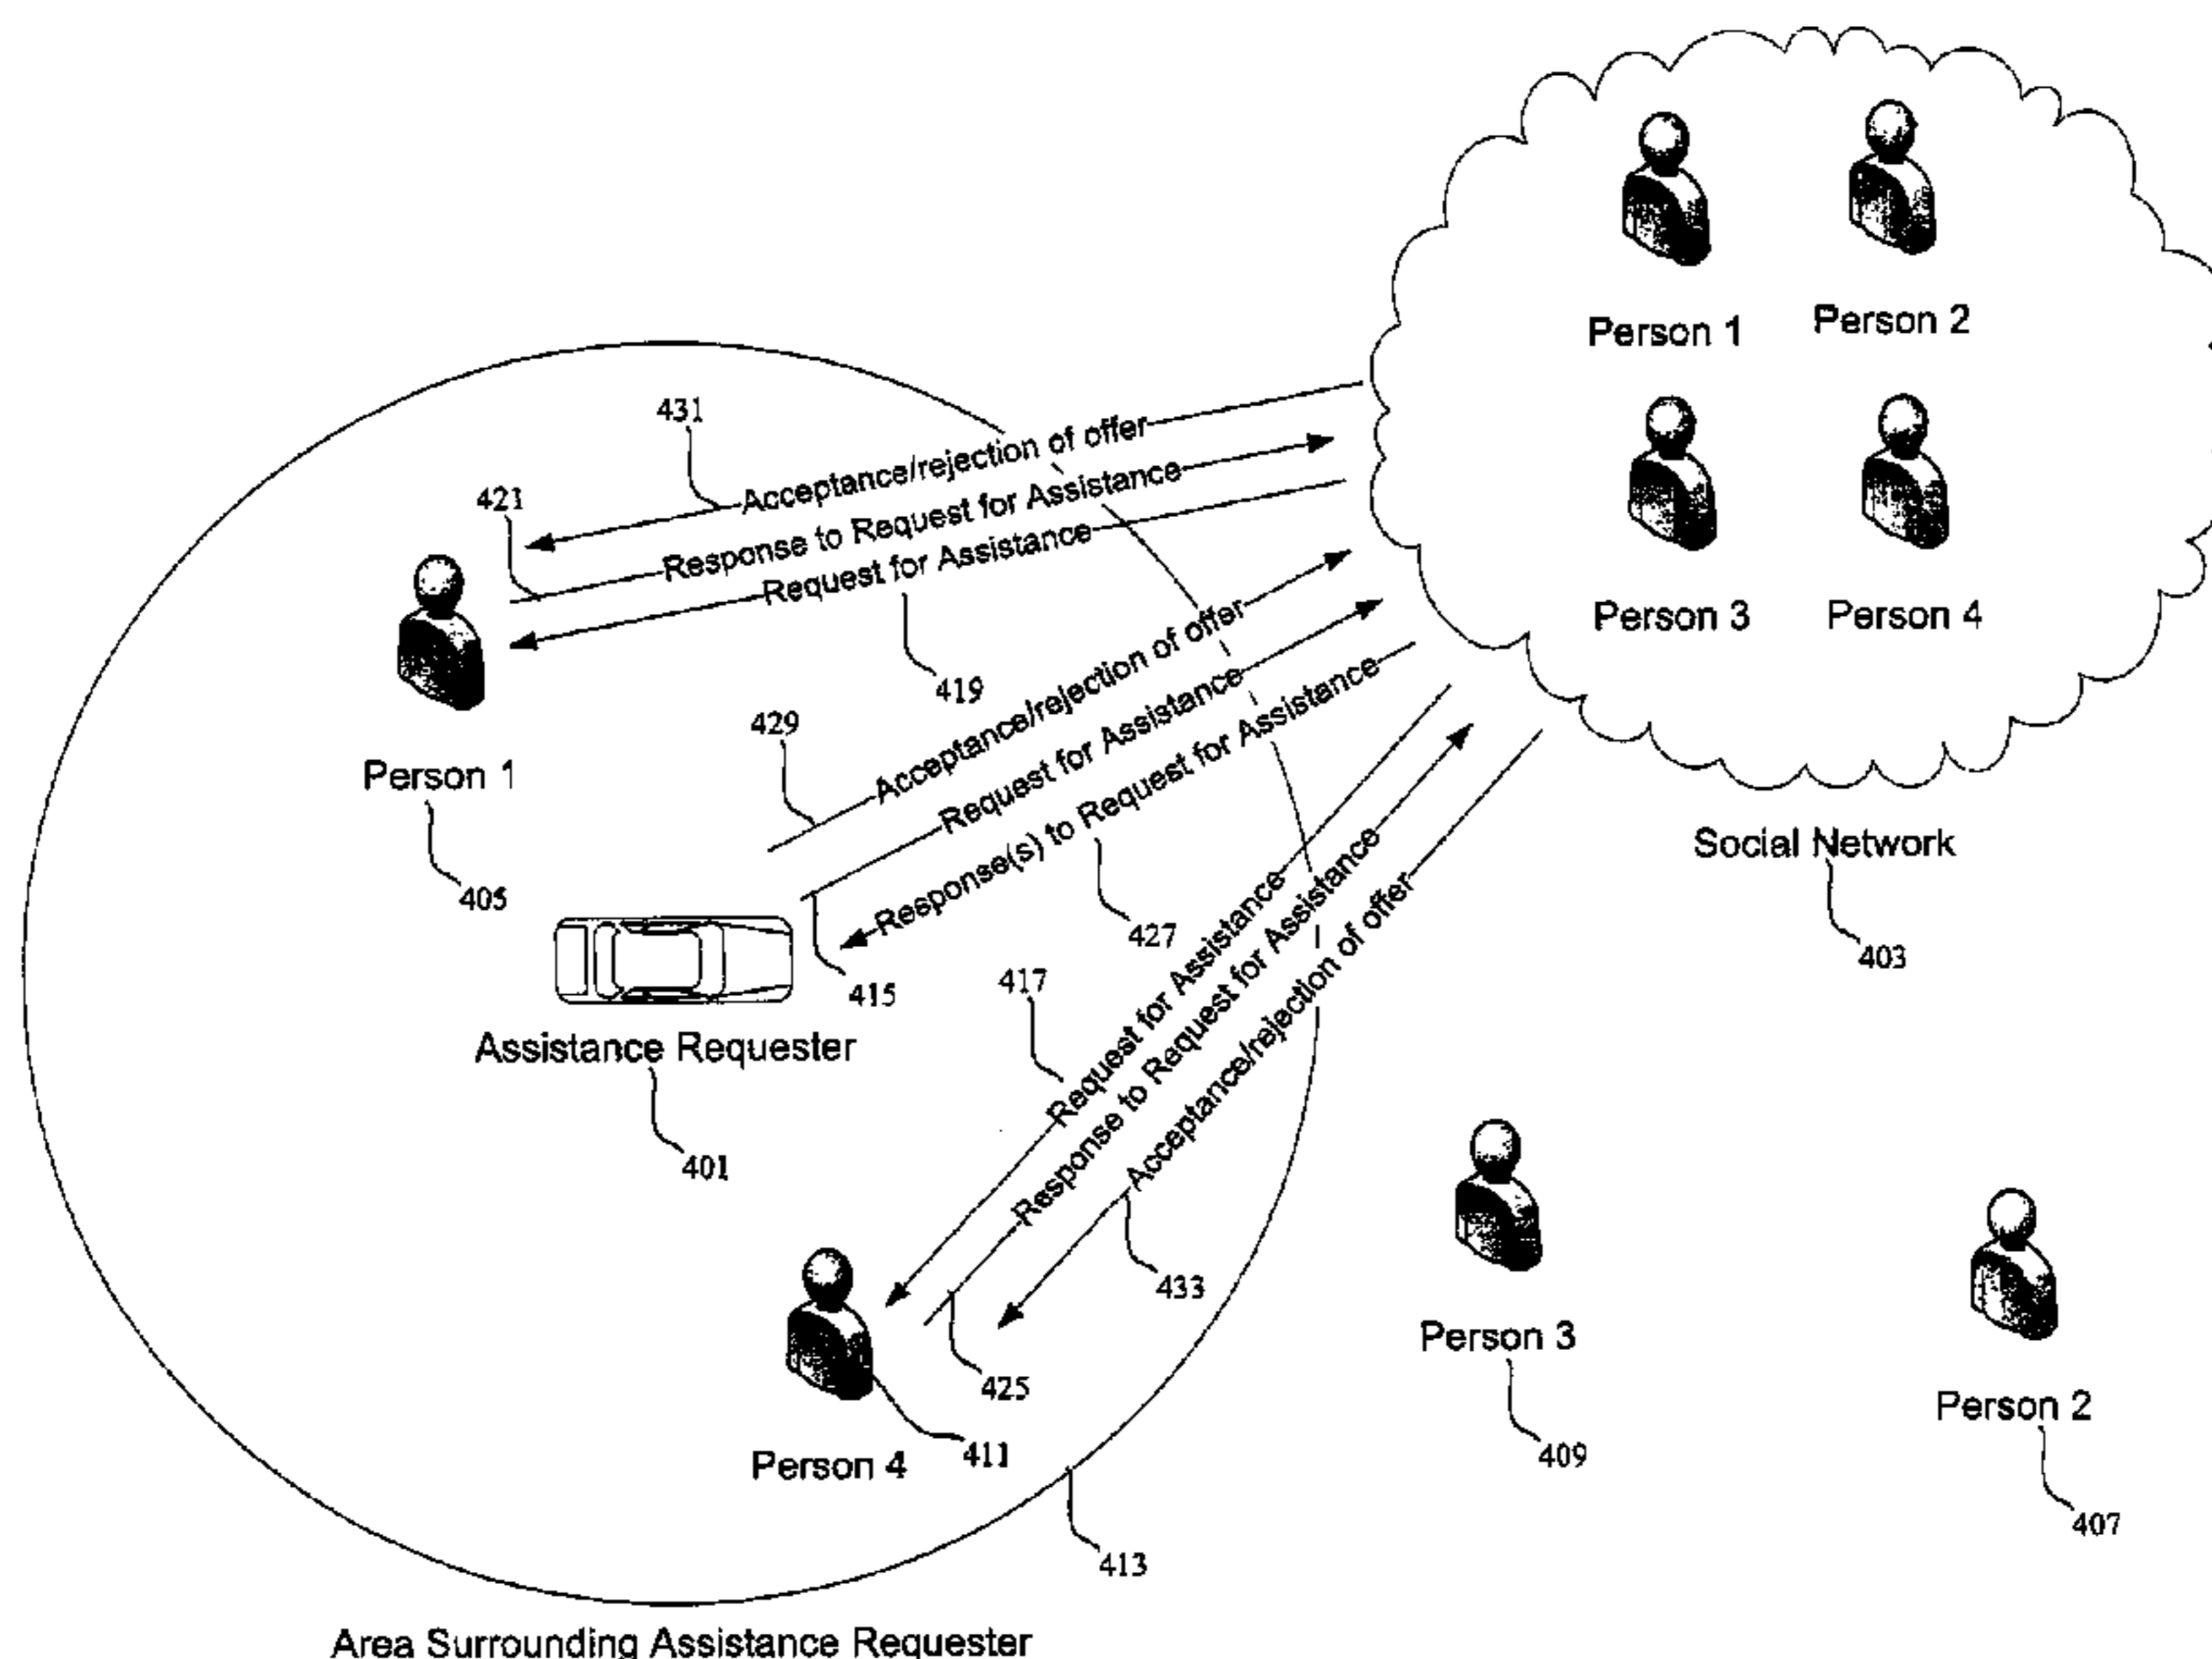 Person 1
Person 2
Person 3
Person 4
Social Network
403
431
Acceptance/rejection of offer
421
Response to Request for Assistance
Request for Assistance
419
Person 1
405
429
Acceptance/rejection of offer
Request for Assistance
Response(s) to Request for Assistance
427
415
Assistance Requester
401
417
Request for Assistance
Response to Request for Assistance
Acceptance/rejection of offer
433
425
411
Person 4
413
Person 3
409
Person 2
407
Area Surrounding Assistance Requester